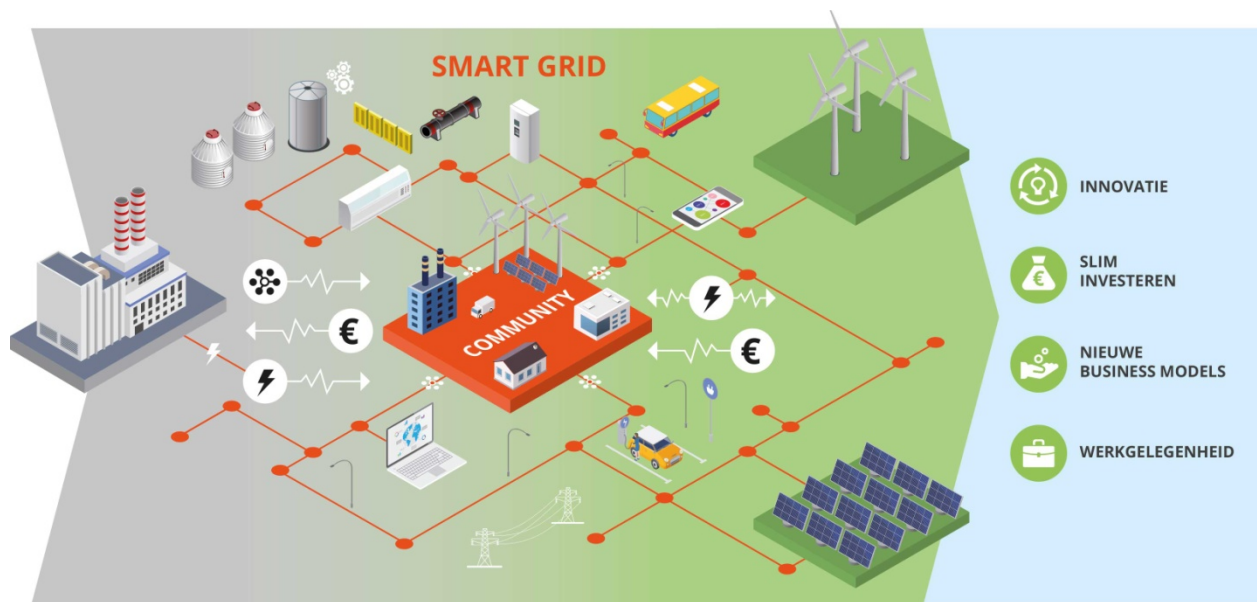 SMART GRID
COMMUNITY
€
€
INNOVATIE
€
SLIM
INVESTEREN
NIEUWE
BUSINESS MODELS
WERKGELEGENHEID